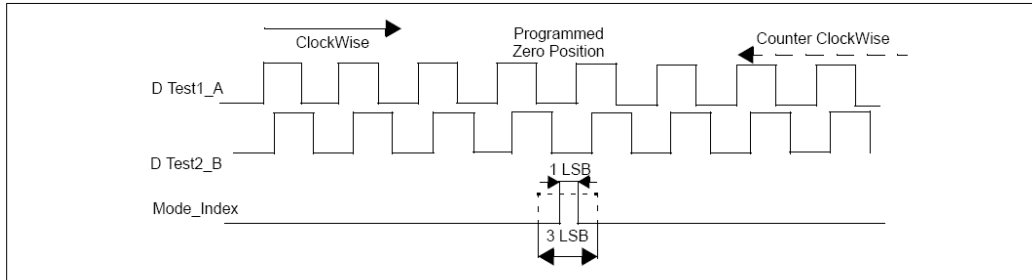 ClockWise
Programmed
Zero Position
Counter ClockWise
D Test1_A
D Test2_B
1 LSB
Mode_Index
3 LSB